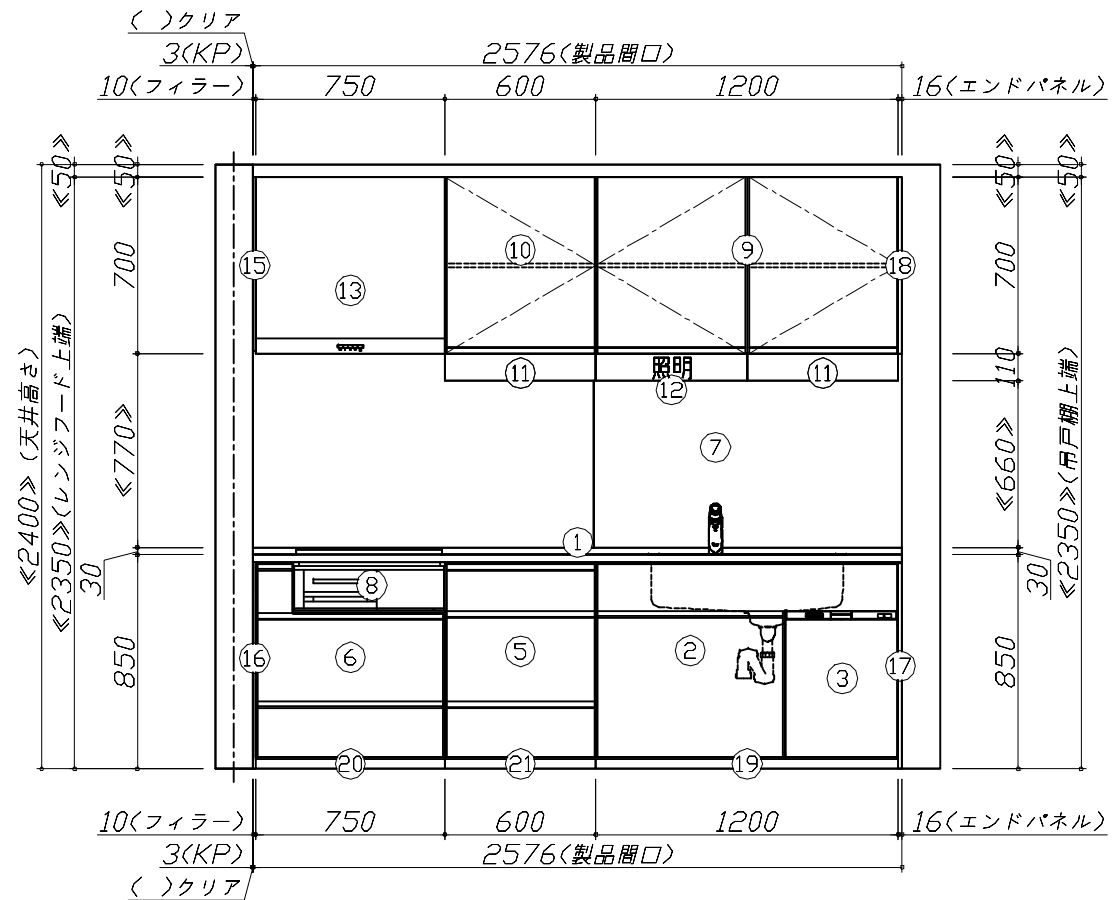 ( )クリア
3(KP)
2576(製品間口)
10(フィラー)
750
600
1200
16(エンドパネル)
≪50≫
≪50≫
≪50≫
≪50≫
700
700
110
≪770≫
≪660≫
30
30
850
850
≪2400≫(天井高さ)
≪2350≫(レンジフード上端)
≪2350≫(吊戸棚上端)
15
13
10
9
18
11
照明
12
11
7
1
8
16
6
5
2
3
17
20
21
19
10(フィラー)
750
600
1200
16(エンドパネル)
3(KP)
2576(製品間口)
( )クリア